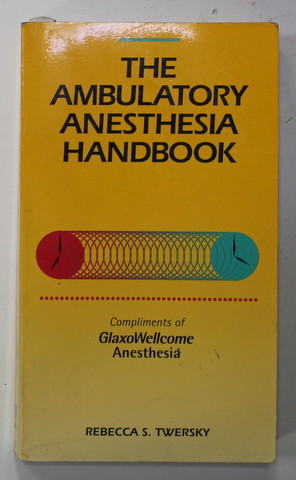 THE
AMBULATORY
ANESTHESIA
HANDBOOK
Compliments of
GlaxoWellcome
Anesthesia
REBECCA S. TWERSKY